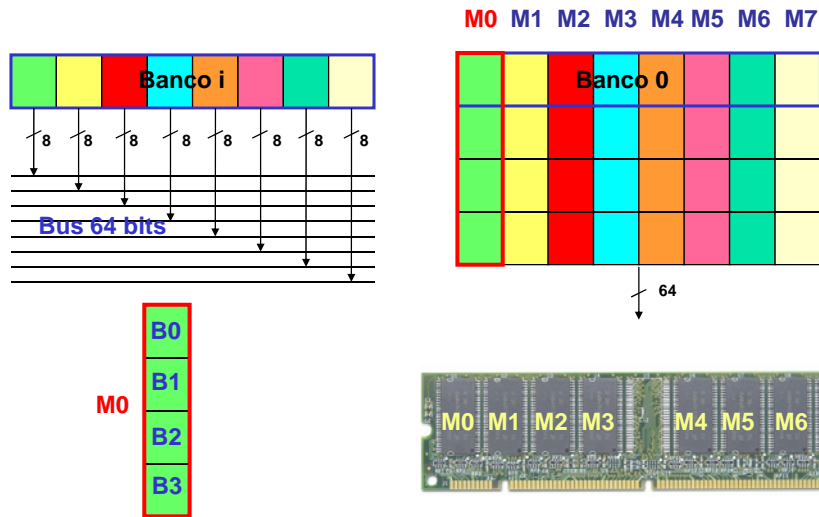 M0 M1 M2 M3 M4 M5 M6 M7
Banco i
8 8 8 8 8 8 8 8
Bus 64 bits
Banco 0
64
M0
B0
B1
B2
B3
M0 M1 M2 M3 M4 M5 M6